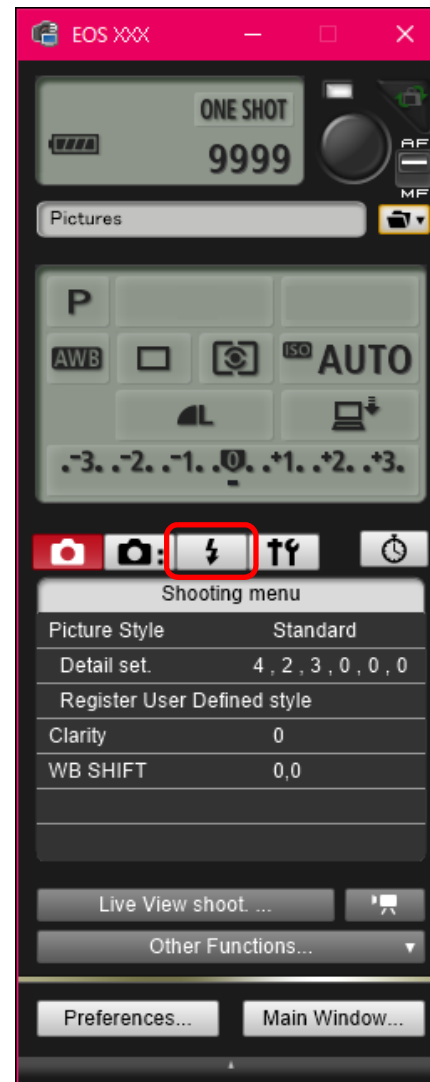 EOS XXX
ONE SHOT
9999
AF
MF
Pictures
P
AWB ISO AUTO
L
.-3. .-2. .-1. .0. .+1. .+2. .+3.
Shooting menu
Picture Style Standard
Detail set. 4 , 2 , 3 , 0 , 0 , 0
Register User Defined style
Clarity 0
WB SHIFT 0,0
Live View shoot. ...
Other Functions...
Preferences... Main Window...